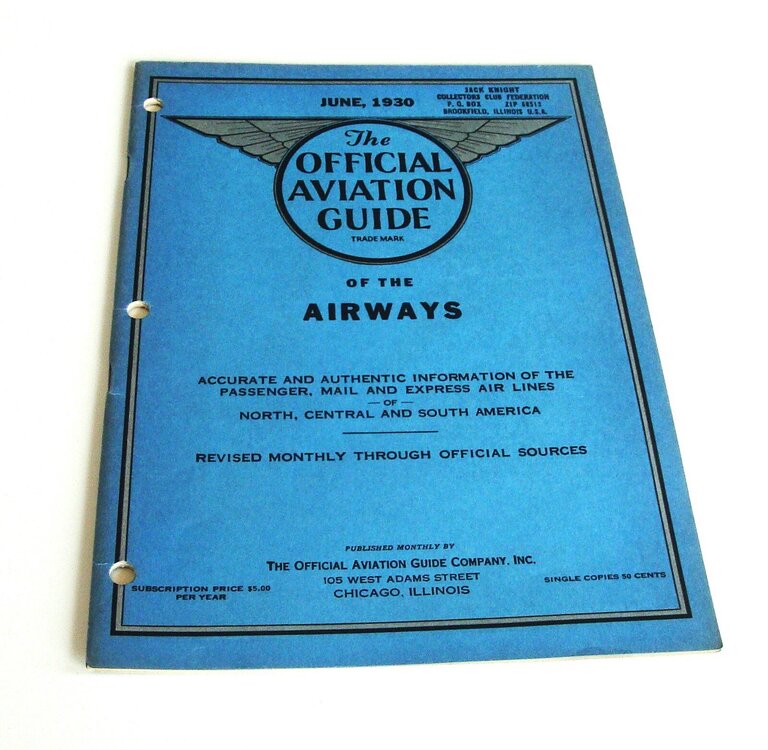 JUNE, 1930
JACK KNIGHT
COLLECTORS CLUB FEDERATION
P. O. BOX ZIP 60513
BROOKFIELD, ILLINOIS U.S.A.
The
OFFICIAL
AVIATION
GUIDE
TRADE MARK
OF THE
AIRWAYS
ACCURATE AND AUTHENTIC INFORMATION OF THE
PASSENGER, MAIL AND EXPRESS AIR LINES
— OF —
NORTH, CENTRAL AND SOUTH AMERICA
REVISED MONTHLY THROUGH OFFICIAL SOURCES
PUBLISHED MONTHLY BY
THE OFFICIAL AVIATION GUIDE COMPANY, INC.
105 WEST ADAMS STREET
CHICAGO, ILLINOIS
SUBSCRIPTION PRICE $5.00
PER YEAR
SINGLE COPIES 50 CENTS